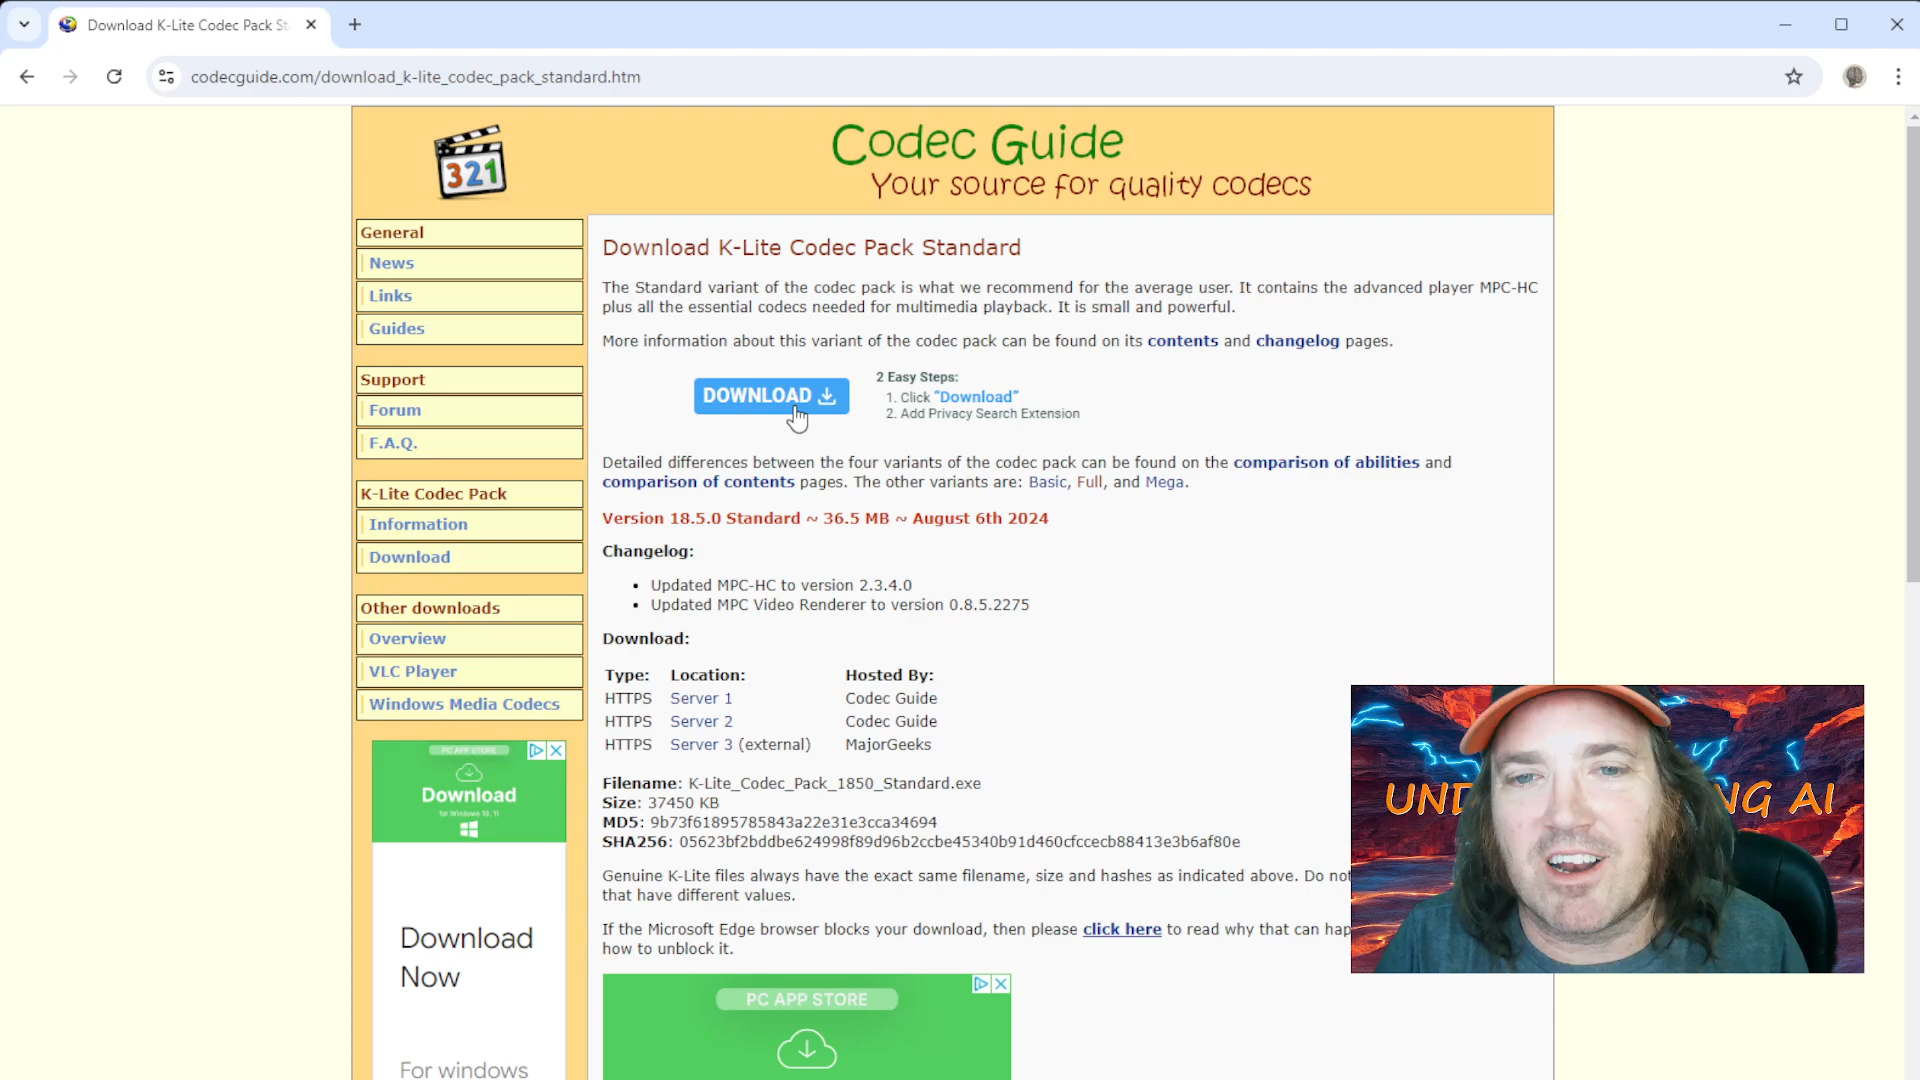 Download K-Lite Codec Pack St
codecguide.com/download_k-lite_codec_pack_standard.htm
321
Codec Guide
Your source for quality codecs
General
News
Links
Guides
Support
Forum
F.A.Q.
K-Lite Codec Pack
Information
Download
Other downloads
Overview
VLC Player
Windows Media Codecs
PC APP STORE
Download
for Windows 10, 11
Download
Now
For windows
Download K-Lite Codec Pack Standard
The Standard variant of the codec pack is what we recommend for the average user. It contains the advanced player MPC-HC
plus all the essential codecs needed for multimedia playback. It is small and powerful.
More information about this variant of the codec pack can be found on its contents and changelog pages.
DOWNLOAD
2 Easy Steps:
1. Click "Download"
2. Add Privacy Search Extension
Detailed differences between the four variants of the codec pack can be found on the comparison of abilities and
comparison of contents pages. The other variants are: Basic, Full, and Mega.
Version 18.5.0 Standard ~ 36.5 MB ~ August 6th 2024
Changelog:
• Updated MPC-HC to version 2.3.4.0
• Updated MPC Video Renderer to version 0.8.5.2275
Download:
Type: Location: Hosted By:
HTTPS Server 1 Codec Guide
HTTPS Server 2 Codec Guide
HTTPS Server 3 (external) MajorGeeks
Filename: K-Lite_Codec_Pack_1850_Standard.exe
Size: 37450 KB
MD5: 9b73f61895785843a22e31e3cca34694
SHA256: 05623bf2bddbe624998f89d96b2ccbe45340b91d460cfccecb88413e3b6af80e
Genuine K-Lite files always have the exact same filename, size and hashes as indicated above. Do not
that have different values.
If the Microsoft Edge browser blocks your download, then please click here to read why that can hap
how to unblock it.
PC APP STORE
UND NG AI